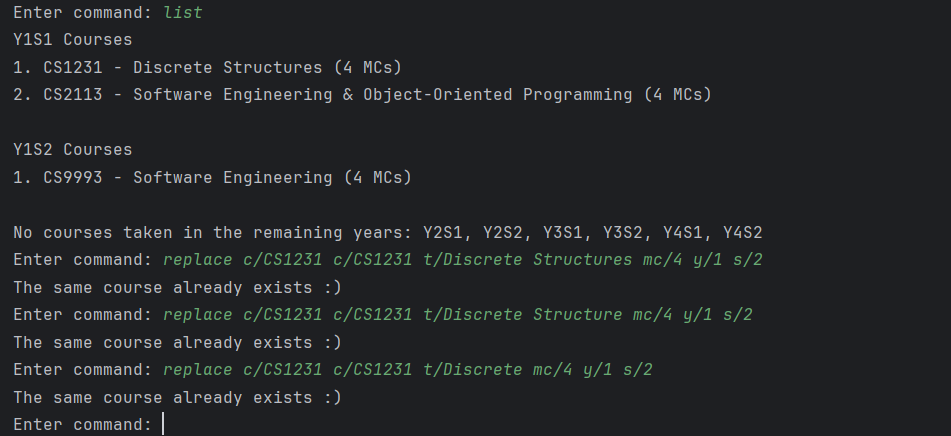 Enter command: list
Y1S1 Courses
1. CS1231 - Discrete Structures (4 MCs)
2. CS2113 - Software Engineering & Object-Oriented Programming (4 MCs)
Y1S2 Courses
1. CS9993 - Software Engineering (4 MCs)
No courses taken in the remaining years: Y2S1, Y2S2, Y3S1, Y3S2, Y4S1, Y4S2
Enter command: replace c/CS1231 c/CS1231 t/Discrete Structures mc/4 y/1 s/2
The same course already exists :)
Enter command: replace c/CS1231 c/CS1231 t/Discrete Structure mc/4 y/1 s/2
The same course already exists :)
Enter command: replace c/CS1231 c/CS1231 t/Discrete mc/4 y/1 s/2
The same course already exists :)
Enter command: